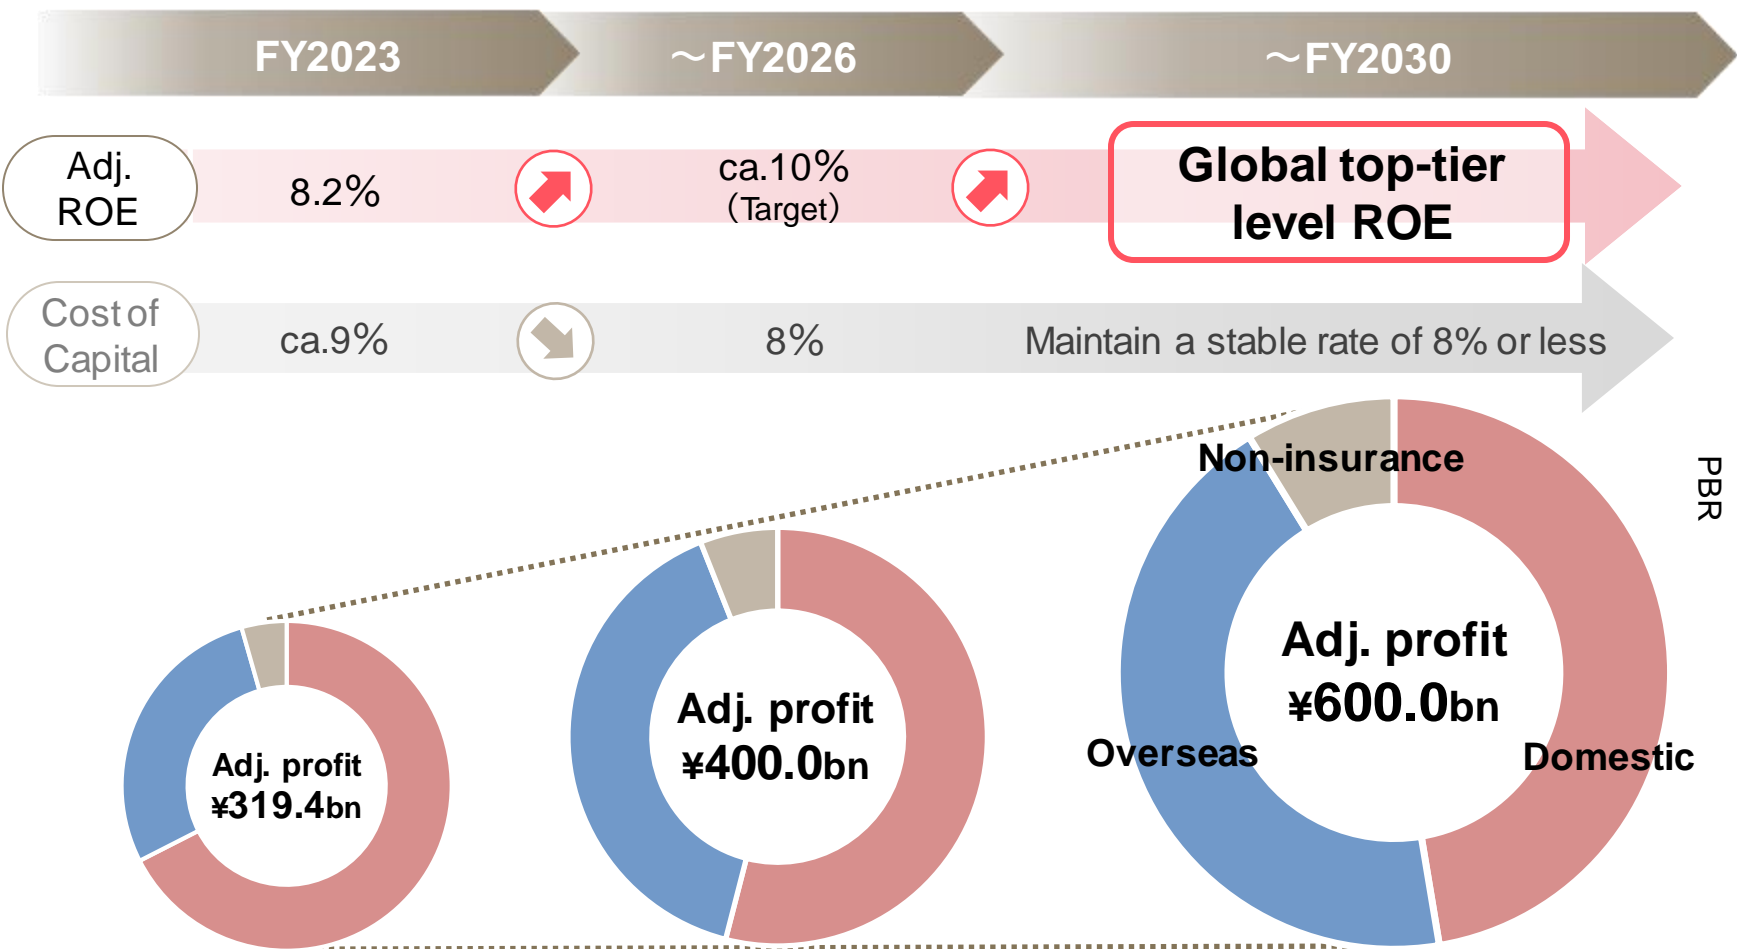 FY2023
～FY2026
～FY2030
Adj.
ROE
8.2%
ca.10%
(Target)
Global top-tier
level ROE
Cost of
Capital
ca.9%
8%
Maintain a stable rate of 8% or less
Non-insurance
PBR
Adj. profit
¥319.4bn
Adj. profit
¥400.0bn
Adj. profit
¥600.0bn
Overseas
Domestic